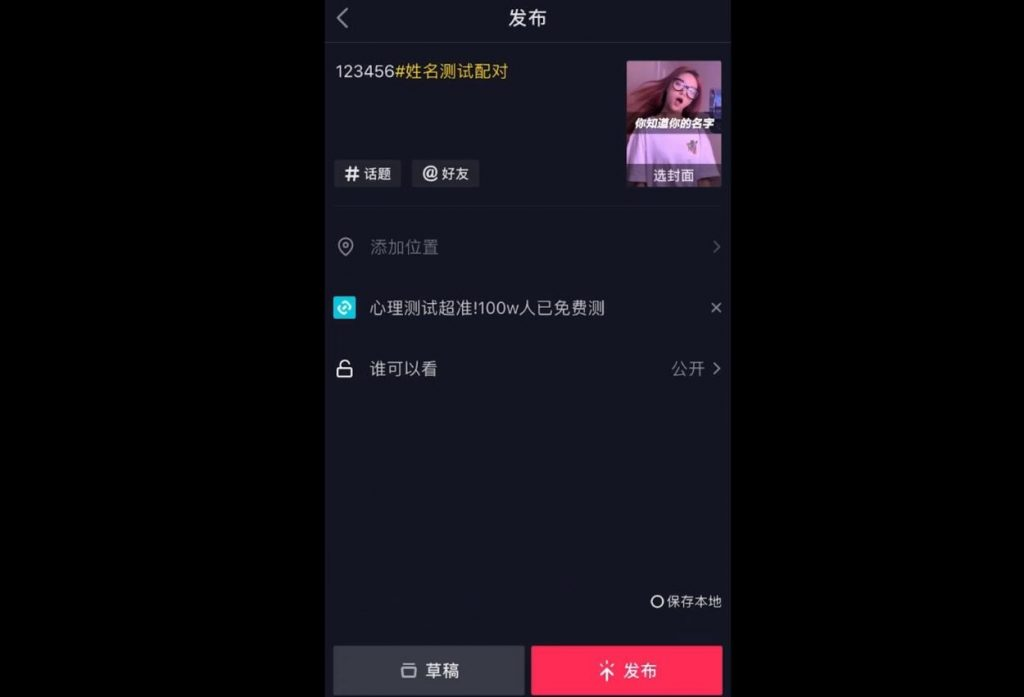 发布
123456#姓名测试配对
你知道你的名字
选封面
# 话题
@ 好友
添加位置
心理测试超准!100w人已免费测
谁可以看
公开
保存本地
草稿
发布